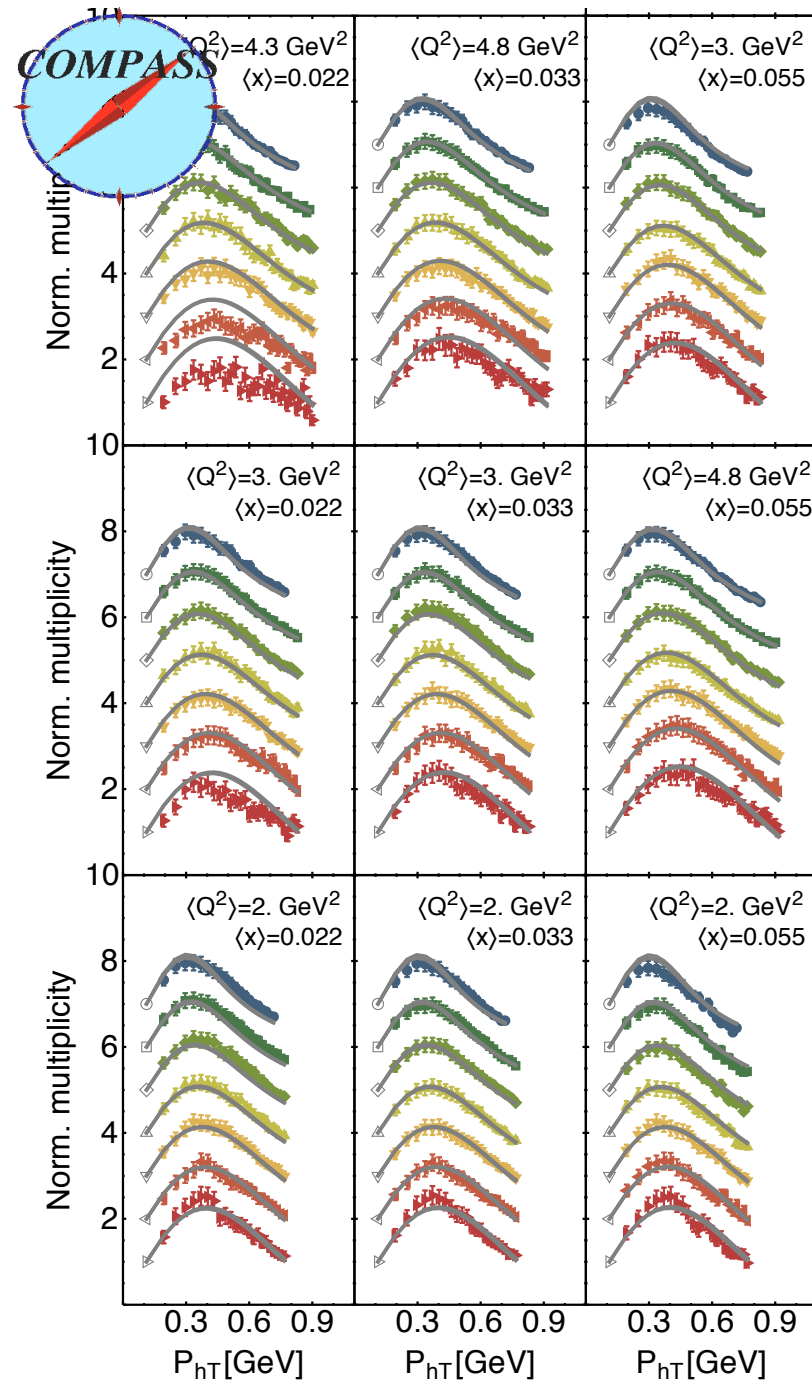 10
COMPASS
⟨Q²⟩=4.3 GeV²
⟨x⟩=0.022
⟨Q²⟩=4.8 GeV²
⟨x⟩=0.033
⟨Q²⟩=3. GeV²
⟨x⟩=0.055
Norm. multiplicity
4
2
10
⟨Q²⟩=3. GeV²
⟨x⟩=0.022
⟨Q²⟩=3. GeV²
⟨x⟩=0.033
⟨Q²⟩=4.8 GeV²
⟨x⟩=0.055
Norm. multiplicity
8
6
4
2
10
⟨Q²⟩=2. GeV²
⟨x⟩=0.022
⟨Q²⟩=2. GeV²
⟨x⟩=0.033
⟨Q²⟩=2. GeV²
⟨x⟩=0.055
Norm. multiplicity
8
6
4
2
0.3 0.6 0.9 0.3 0.6 0.9 0.3 0.6 0.9
P_hT[GeV] P_hT[GeV] P_hT[GeV]